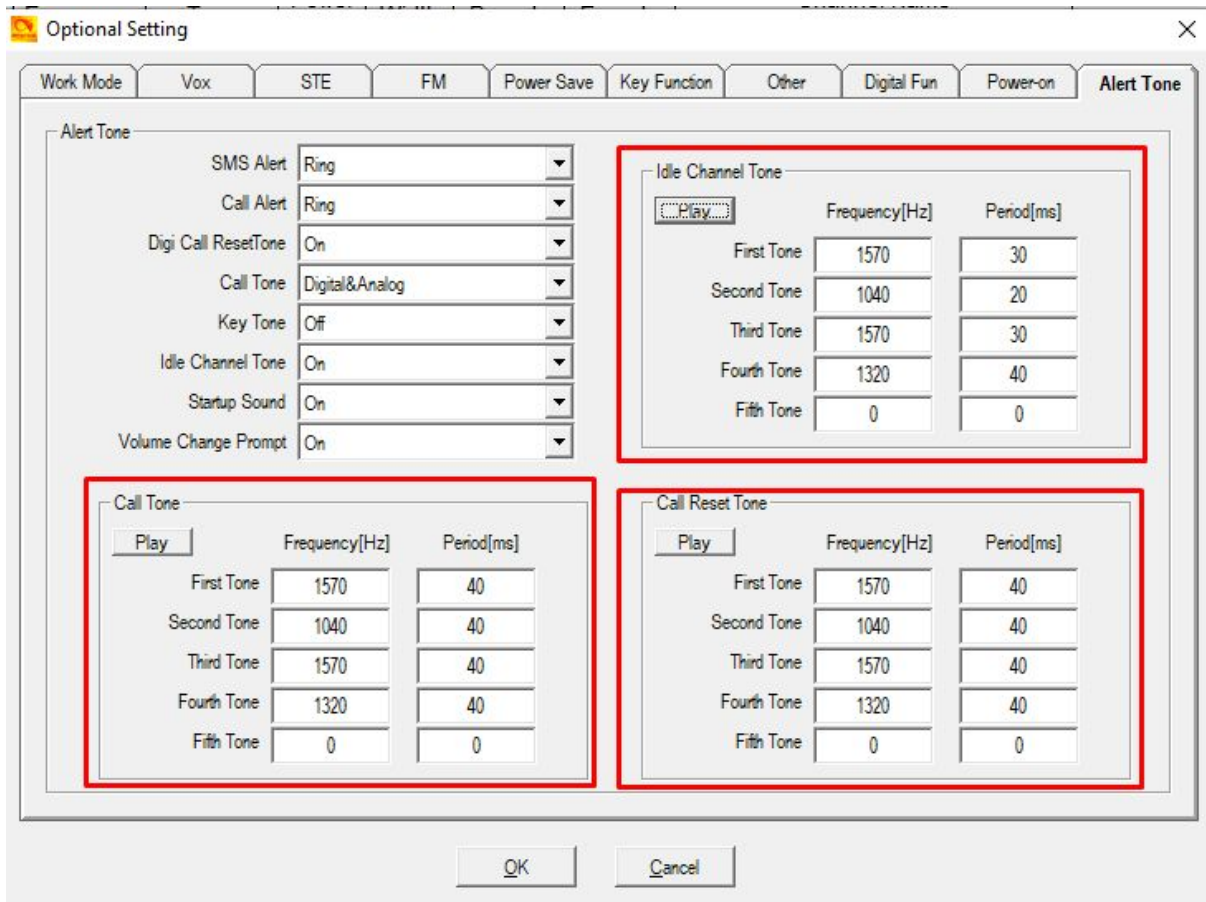 Optional Setting
Work Mode Vox STE FM Power Save Key Function Other Digital Fun Power-on Alert Tone
Alert Tone
SMS Alert Ring
Call Alert Ring
Digi Call ResetTone On
Call Tone Digital&Analog
Key Tone Off
Idle Channel Tone On
Startup Sound On
Volume Change Prompt On
Idle Channel Tone
Play Frequency[Hz] Period[ms]
First Tone 1570 30
Second Tone 1040 20
Third Tone 1570 30
Fourth Tone 1320 40
Fifth Tone 0 0
Call Tone
Play Frequency[Hz] Period[ms]
First Tone 1570 40
Second Tone 1040 40
Third Tone 1570 40
Fourth Tone 1320 40
Fifth Tone 0 0
Call Reset Tone
Play Frequency[Hz] Period[ms]
First Tone 1570 40
Second Tone 1040 40
Third Tone 1570 40
Fourth Tone 1320 40
Fifth Tone 0 0
OK Cancel